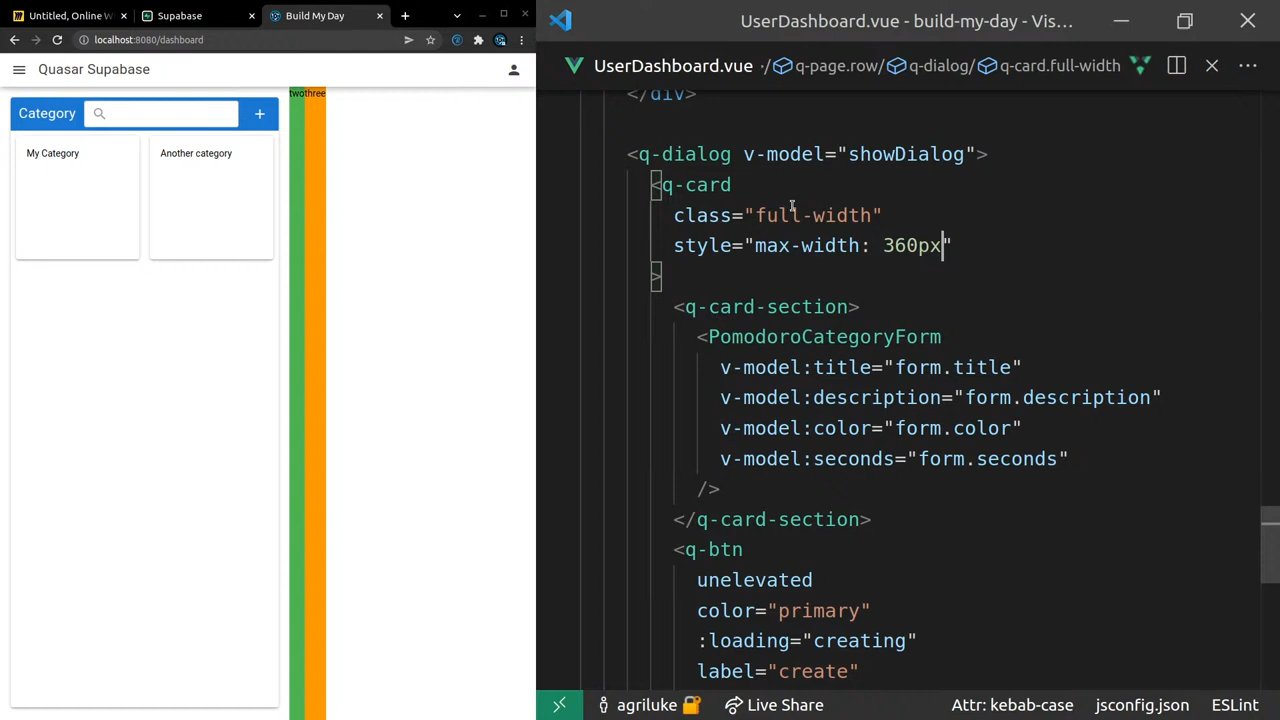 Untitled, Online W
Supabase
Build My Day
localhost:8080/dashboard
Quasar Supabase
Category
My Category
Another category
twothree
UserDashboard.vue - build-my-day - Vis...
UserDashboard.vue ·/ q-page.row/ q-dialog/ q-card.full-width
</div>
<q-dialog v-model="showDialog">
<q-card
class="full-width"
style="max-width: 360px"
>
<q-card-section>
<PomodoroCategoryForm
v-model:title="form.title"
v-model:description="form.description"
v-model:color="form.color"
v-model:seconds="form.seconds"
/>
</q-card-section>
<q-btn
unelevated
color="primary"
:loading="creating"
label="create"
agriluke Live Share Attr: kebab-case jsconfig.json ESLint